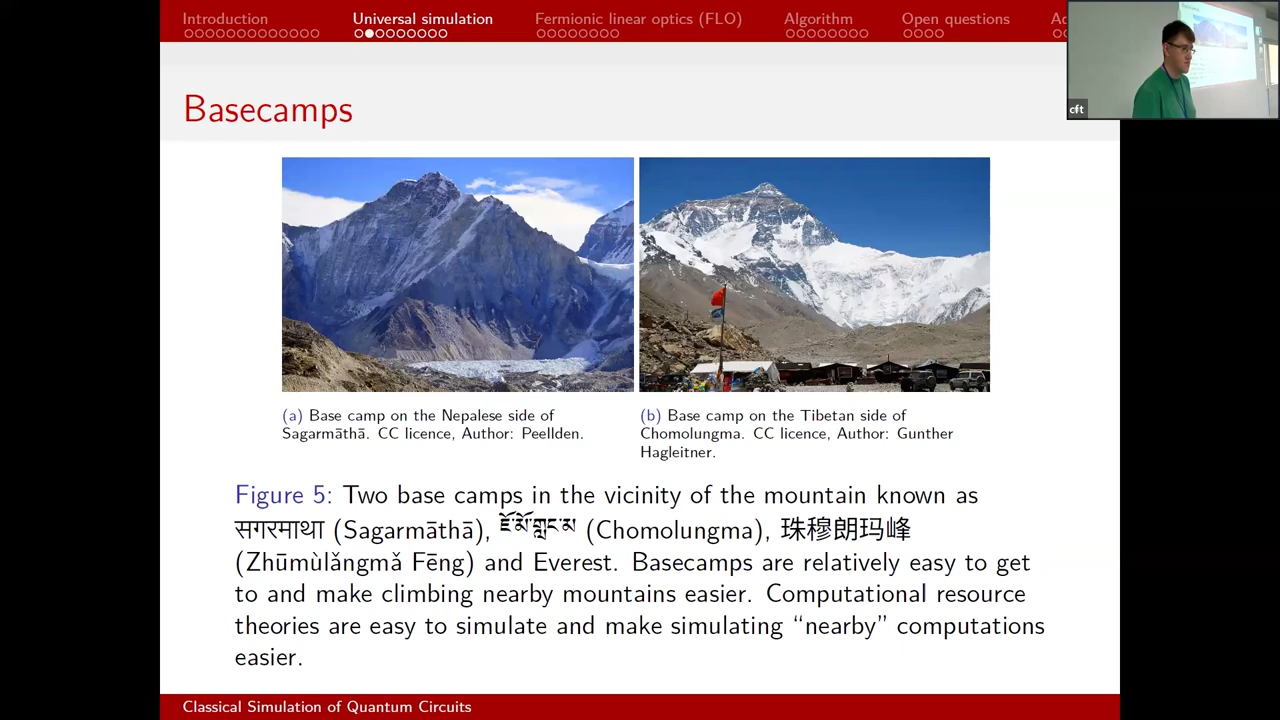 Introduction
Universal simulation
Fermionic linear optics (FLO)
Algorithm
Open questions
cft
Basecamps
(a) Base camp on the Nepalese side of
Sagarmāthā. CC licence, Author: Peellden.
(b) Base camp on the Tibetan side of
Chomolungma. CC licence, Author: Gunther
Hagleitner.
Figure 5: Two base camps in the vicinity of the mountain known as
सगरमाथा (Sagarmāthā), ཇོ་མོ་གླང་མ (Chomolungma), 珠穆朗玛峰
(Zhūmùlǎngmǎ Fēng) and Everest. Basecamps are relatively easy to get
to and make climbing nearby mountains easier. Computational resource
theories are easy to simulate and make simulating “nearby” computations
easier.
Classical Simulation of Quantum Circuits